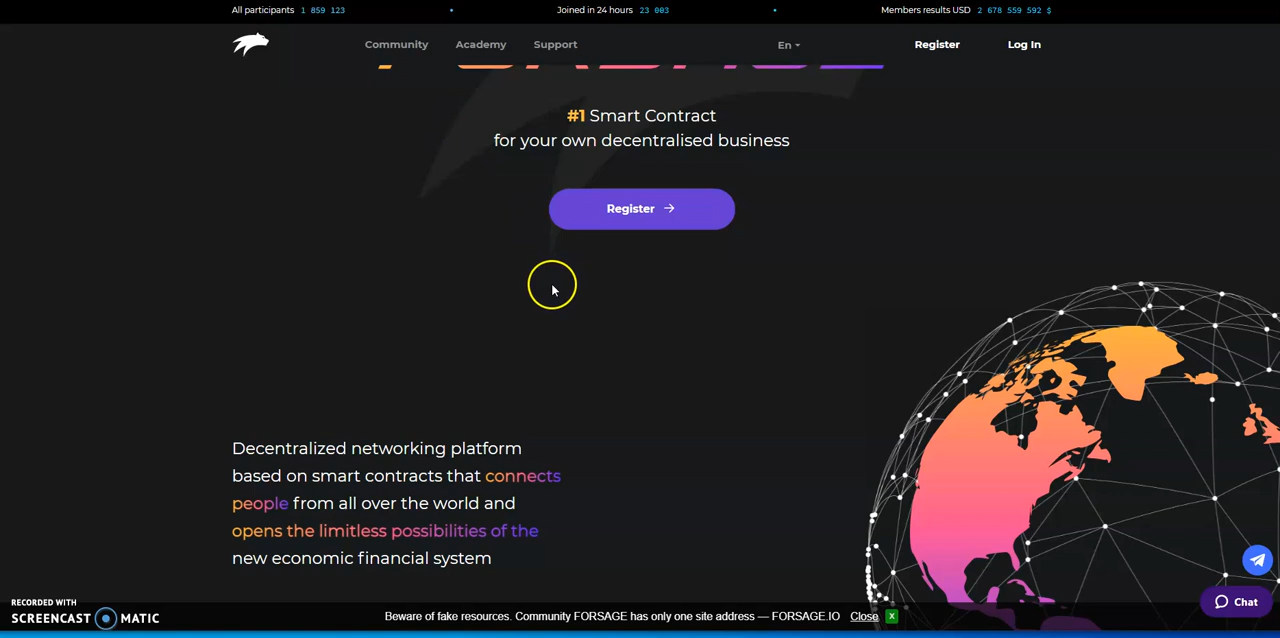 All participants 1 859 123 • Joined in 24 hours 23 003 • Members results USD 2 678 559 592 $
Community Academy Support En Register Log In
#1 Smart Contract
for your own decentralised business
Register →
Decentralized networking platform
based on smart contracts that connects
people from all over the world and
opens the limitless possibilities of the
new economic financial system
Chat
RECORDED WITH
SCREENCAST MATIC
Beware of fake resources. Community FORSAGE has only one site address — FORSAGE.IO Close x